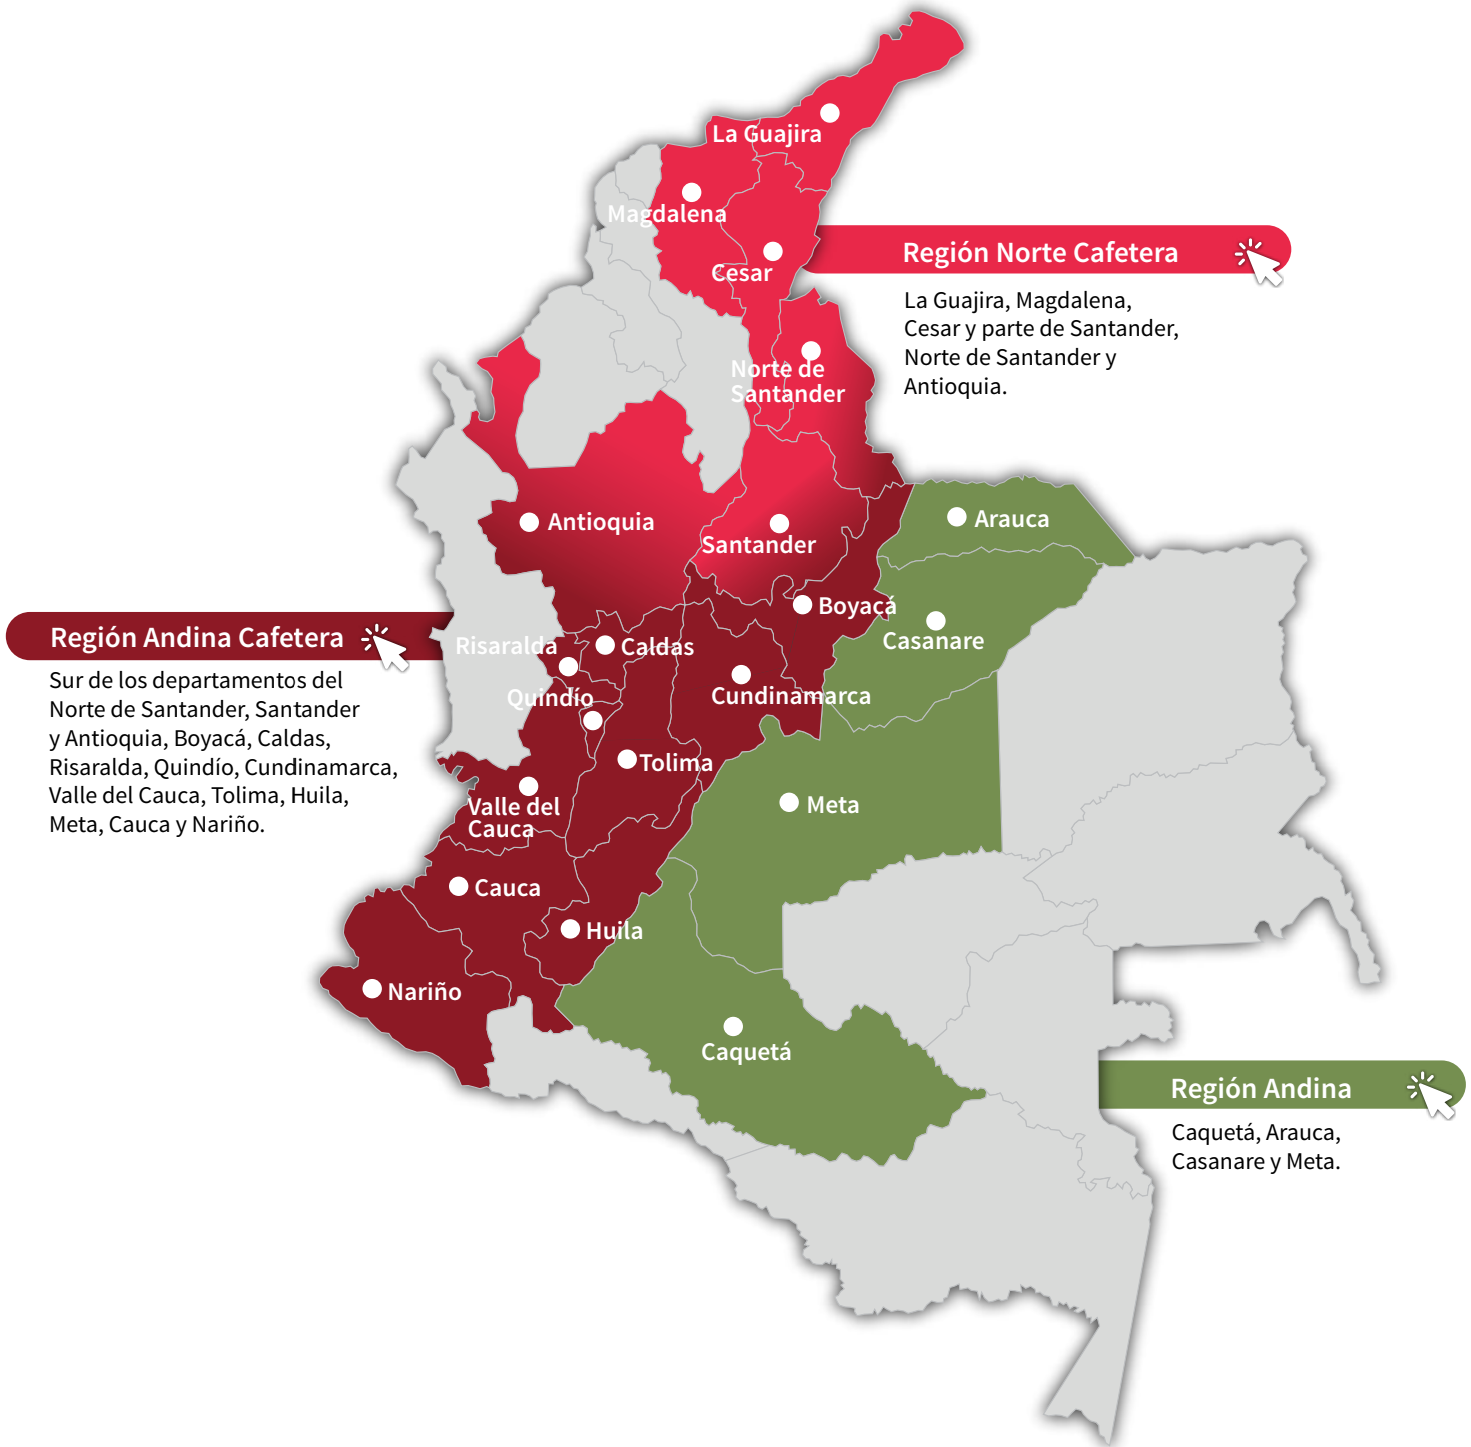 La Guajira
Magdalena
Cesar
Región Norte Cafetera
La Guajira, Magdalena,
Cesar y parte de Santander,
Norte de Santander y
Antioquia.
Norte de
Santander
Antioquia
Santander
Arauca
Boyacá
Casanare
Región Andina Cafetera
Sur de los departamentos del
Norte de Santander, Santander
y Antioquia, Boyacá, Caldas,
Risaralda, Quindío, Cundinamarca,
Valle del Cauca, Tolima, Huila,
Meta, Cauca y Nariño.
Risaralda
Caldas
Quindío
Cundinamarca
Tolima
Valle del
Cauca
Meta
Cauca
Huila
Nariño
Caquetá
Región Andina
Caquetá, Arauca,
Casanare y Meta.